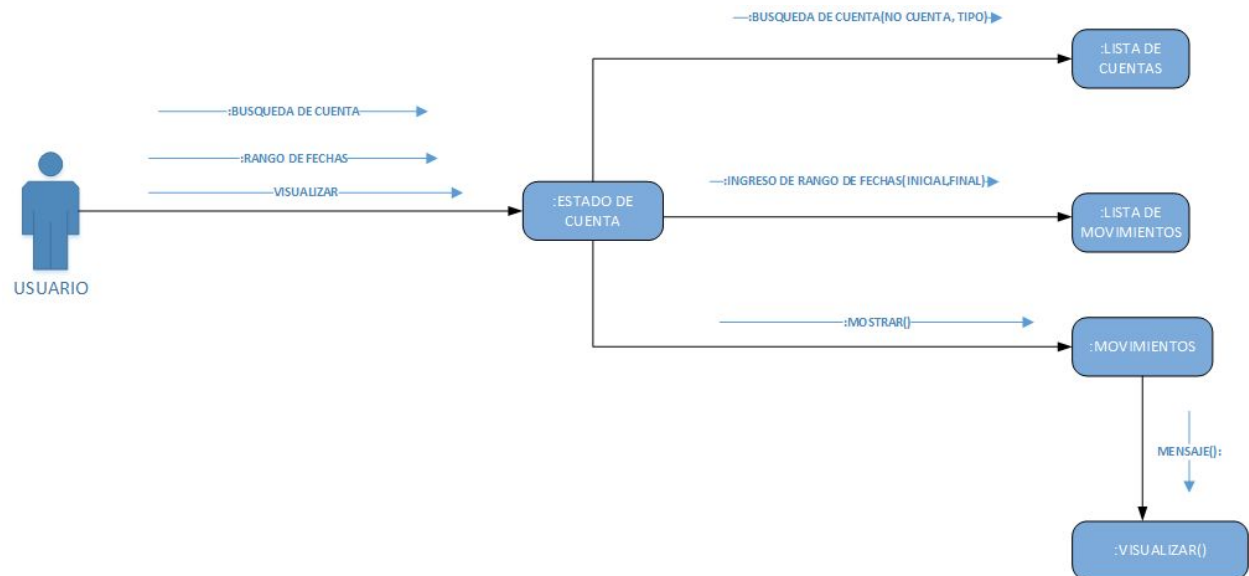 :BUSQUEDA DE CUENTA(NO CUENTA, TIPO)
:LISTA DE
CUENTAS
:BUSQUEDA DE CUENTA
:RANGO DE FECHAS
VISUALIZAR
:ESTADO DE
CUENTA
:INGRESO DE RANGO DE FECHAS(INICIAL,FINAL)
:LISTA DE
MOVIMIENTOS
USUARIO
:MOSTRAR()
:MOVIMIENTOS
MENSAJE():
:VISUALIZAR()